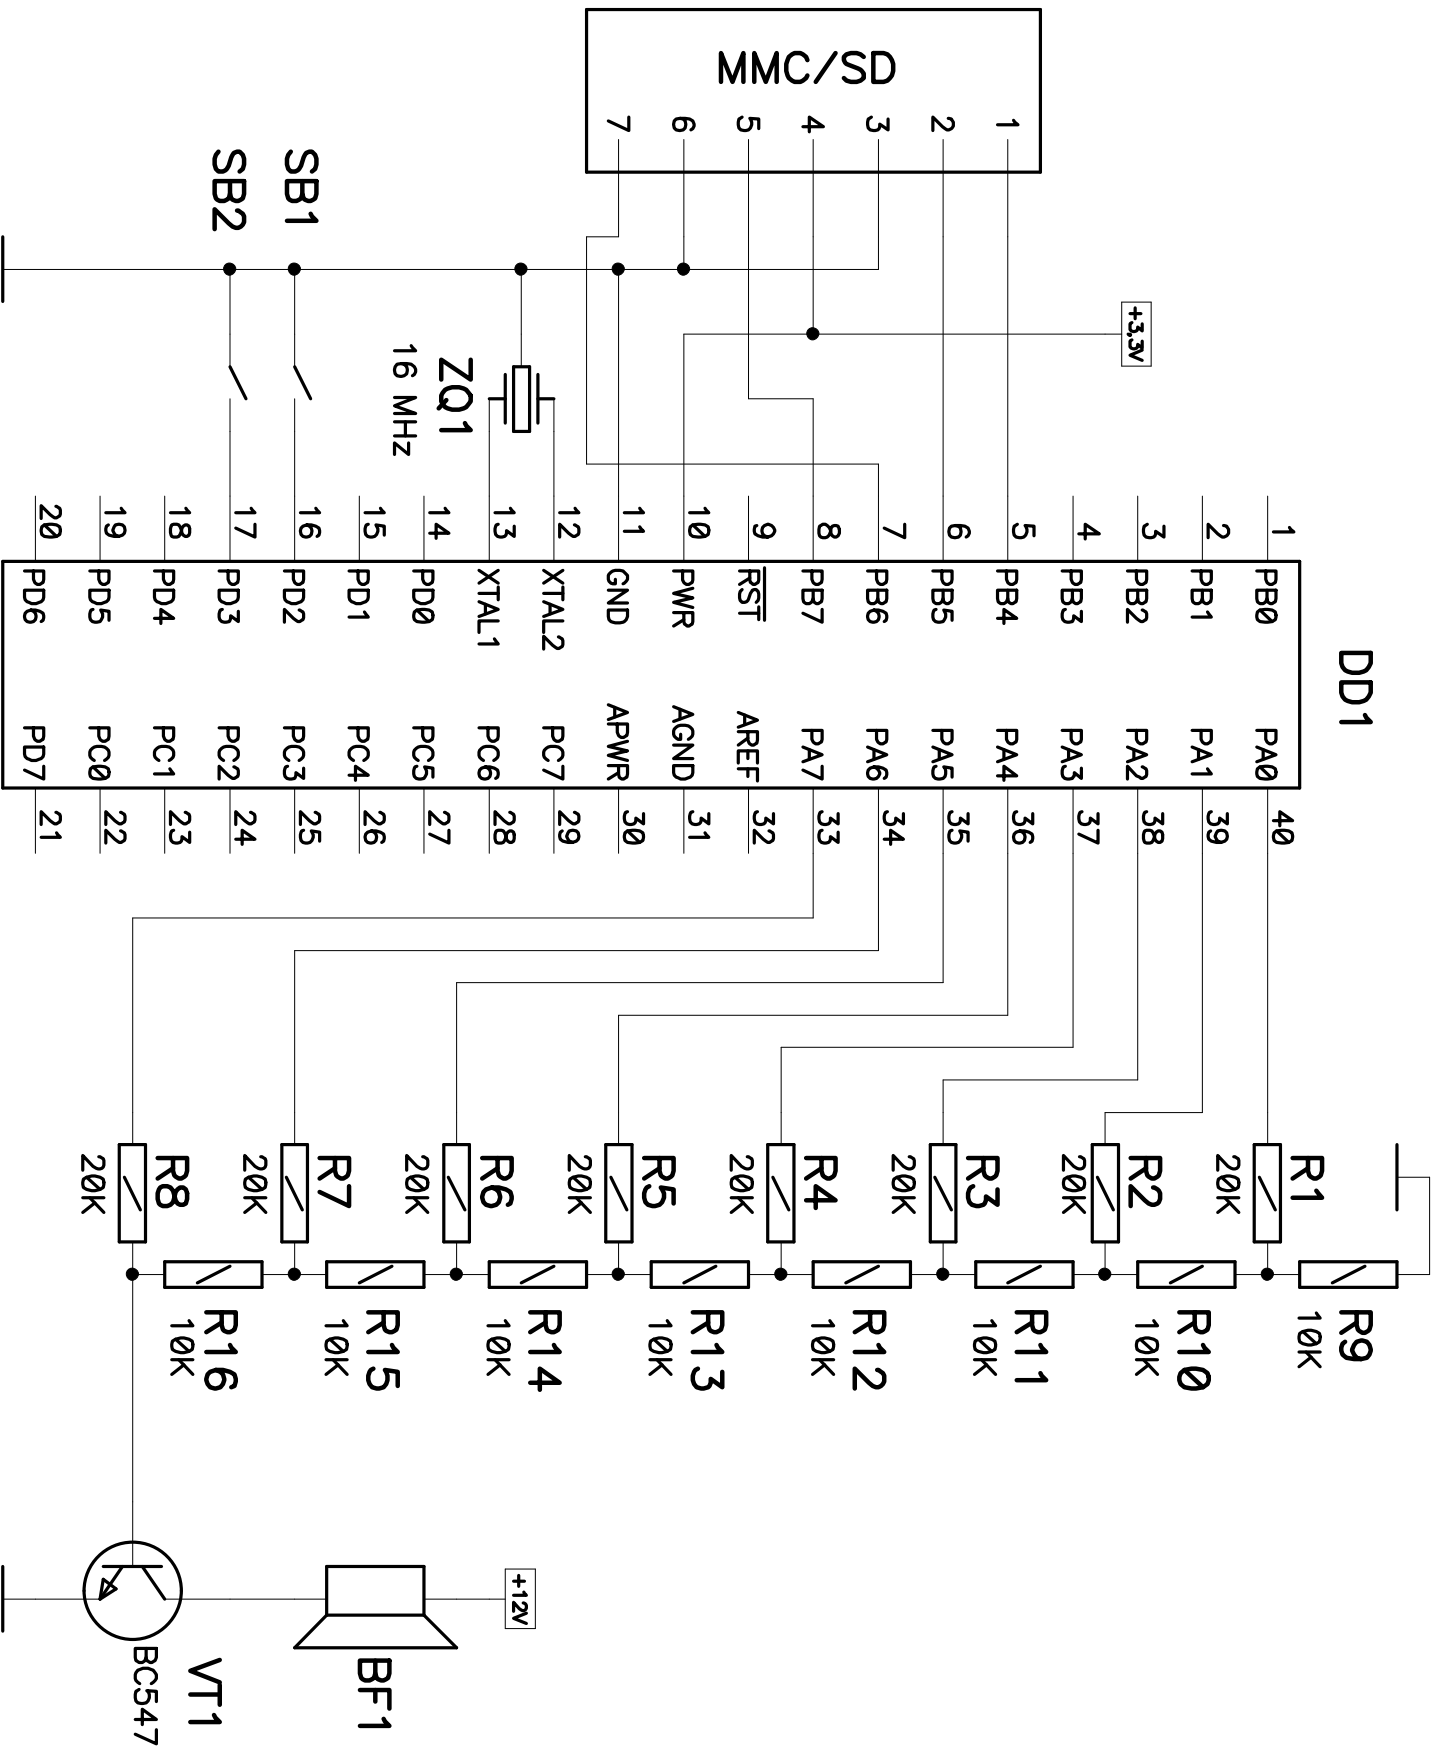 MMC/SD
1
2
3
4
5
6
7
+3,3V
SB1
SB2
ZQ1
16 MHz
DD1
1 PB0
2 PB1
3 PB2
4 PB3
5 PB4
6 PB5
7 PB6
8 PB7
9 RST
10 PWR
11 GND
12 XTAL2
13 XTAL1
14 PD0
15 PD1
16 PD2
17 PD3
18 PD4
19 PD5
20 PD6
PA0 40
PA1 39
PA2 38
PA3 37
PA4 36
PA5 35
PA6 34
PA7 33
AREF 32
AGND 31
APWR 30
PC7 29
PC6 28
PC5 27
PC4 26
PC3 25
PC2 24
PC1 23
PC0 22
PD7 21
R1
20K
R2
20K
R3
20K
R4
20K
R5
20K
R6
20K
R7
20K
R8
20K
R9
10K
R10
10K
R11
10K
R12
10K
R13
10K
R14
10K
R15
10K
R16
10K
+12V
BF1
VT1
BC547